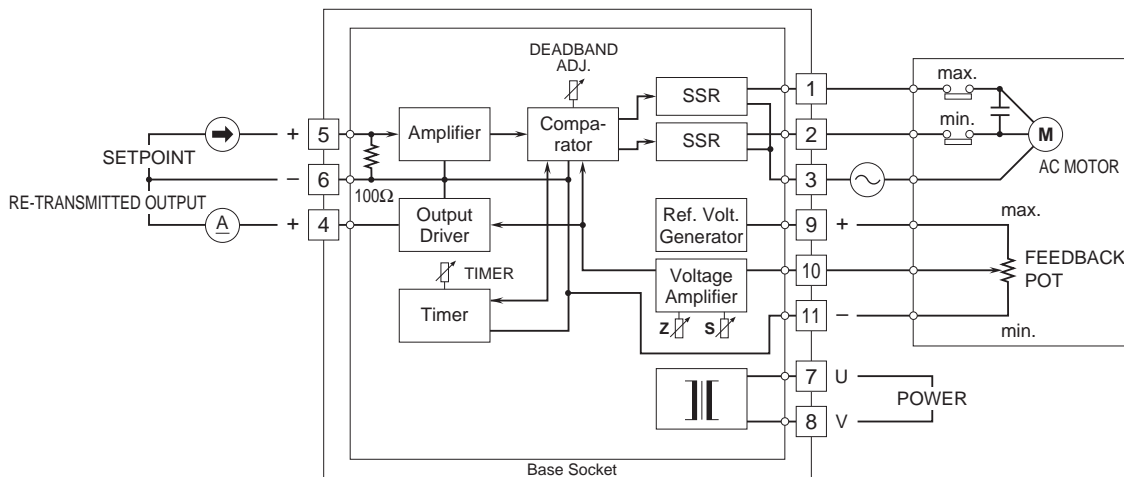 DEADBAND
ADJ.
max.
1
SSR
5
+
Amplifier
Compa-
rator
min.
2
SSR
M
SETPOINT
AC MOTOR
6
–
3
100Ω
RE-TRANSMITTED OUTPUT
A
+
4
Output
Driver
Ref. Volt.
Generator
9
+
max.
TIMER
Voltage
Amplifier
10
FEEDBACK
POT
Timer
Z
S
11
–
min.
7
U
POWER
8
V
Base Socket